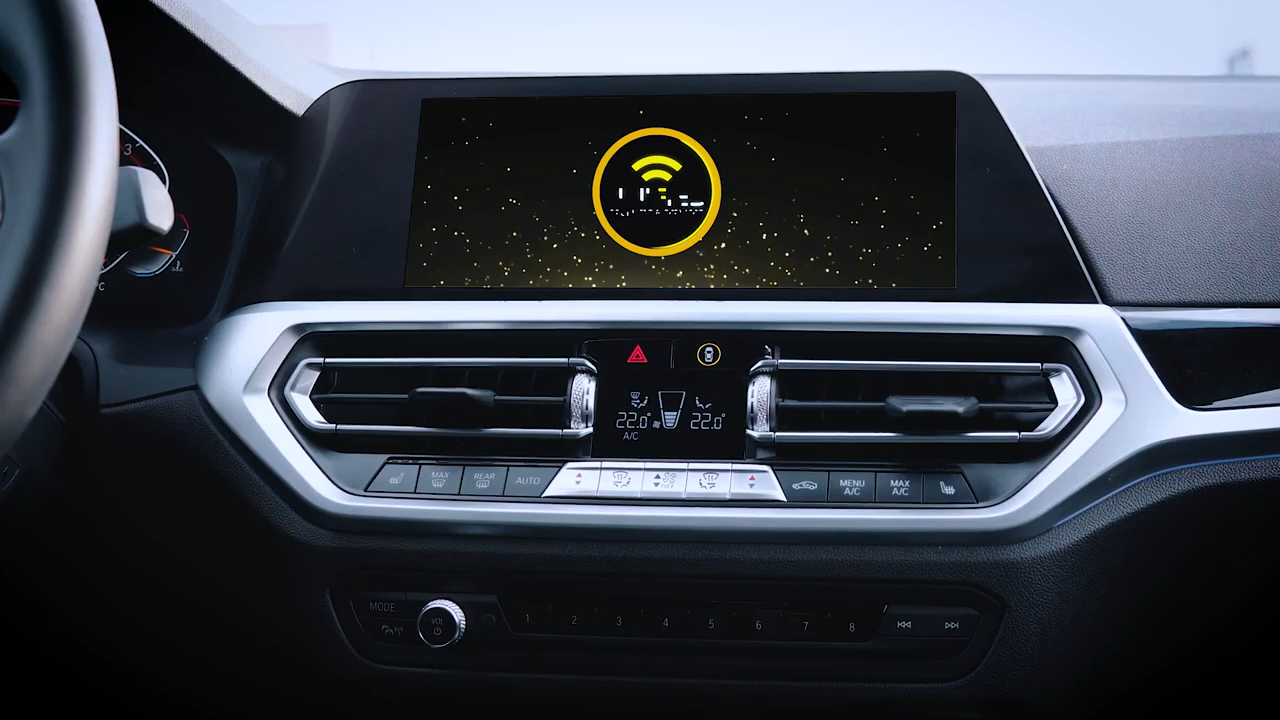 3
°C
22.0° 22.0°
A/C
MAX REAR AUTO MENU A/C MAX A/C
MODE VOL 1 2 3 4 5 6 7 8